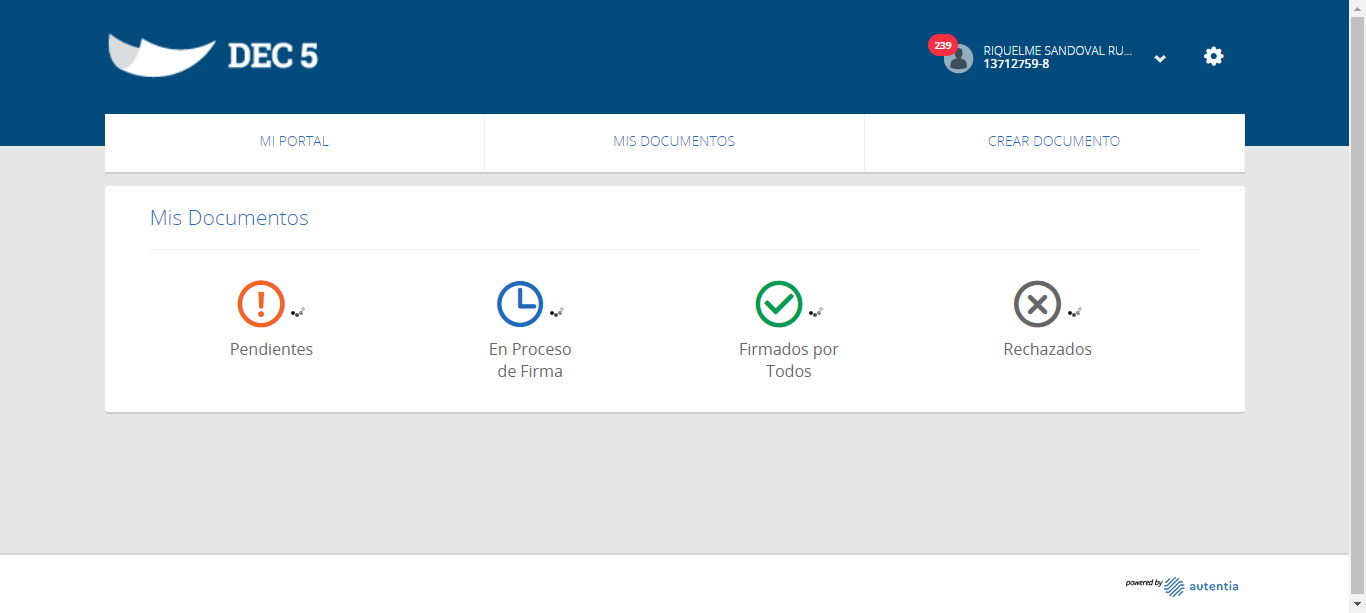 DEC 5
239
RIQUELME SANDOVAL RU...
13712759-8
MI PORTAL
MIS DOCUMENTOS
CREAR DOCUMENTO
Mis Documentos
Pendientes
En Proceso
de Firma
Firmados por
Todos
Rechazados
powered by autentia